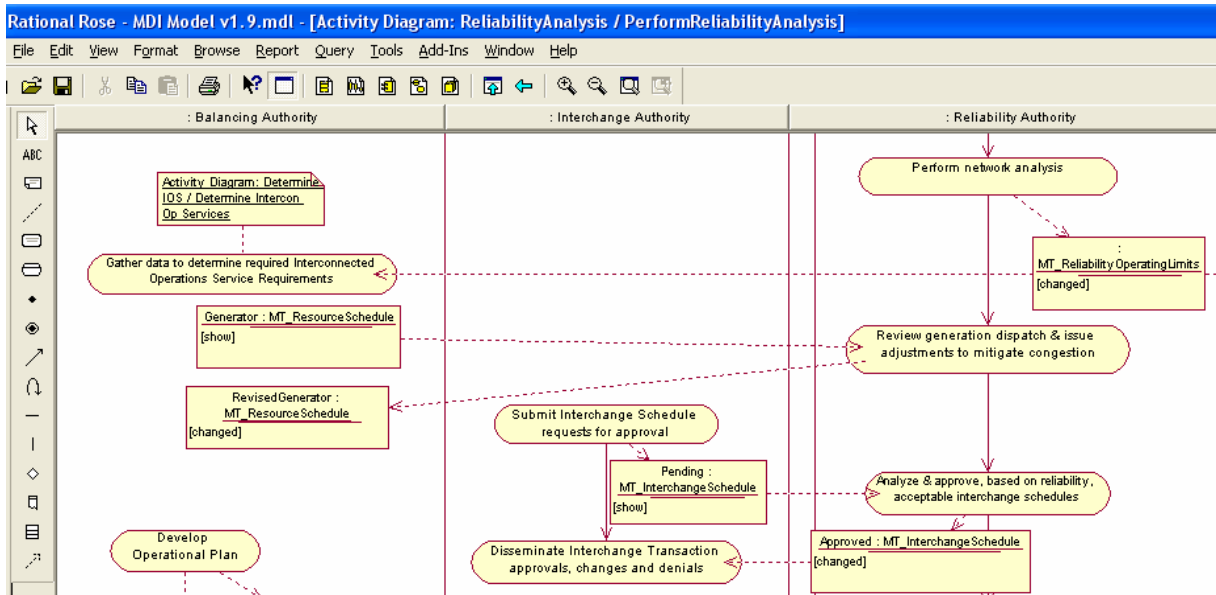 Rational Rose - MDI Model v1.9.mdl - [Activity Diagram: ReliabilityAnalysis / PerformReliabilityAnalysis]
File Edit View Format Browse Report Query Tools Add-Ins Window Help
: Balancing Authority
: Interchange Authority
: Reliability Authority
ABC
Perform network analysis
Activity Diagram: Determine
IOS / Determine Intercon
Op Services
:
MT_ReliabilityOperatingLimits
[changed]
Gather data to determine required Interconnected
Operations Service Requirements
Generator : MT_ResourceSchedule
[show]
Review generation dispatch & issue
adjustments to mitigate congestion
RevisedGenerator :
MT_ResourceSchedule
[changed]
Submit Interchange Schedule
requests for approval
Pending :
MT_InterchangeSchedule
[show]
Analyze & approve, based on reliability,
acceptable interchange schedules
Develop
Operational Plan
Disseminate Interchange Transaction
approvals, changes and denials
Approved : MT_InterchangeSchedule
[changed]